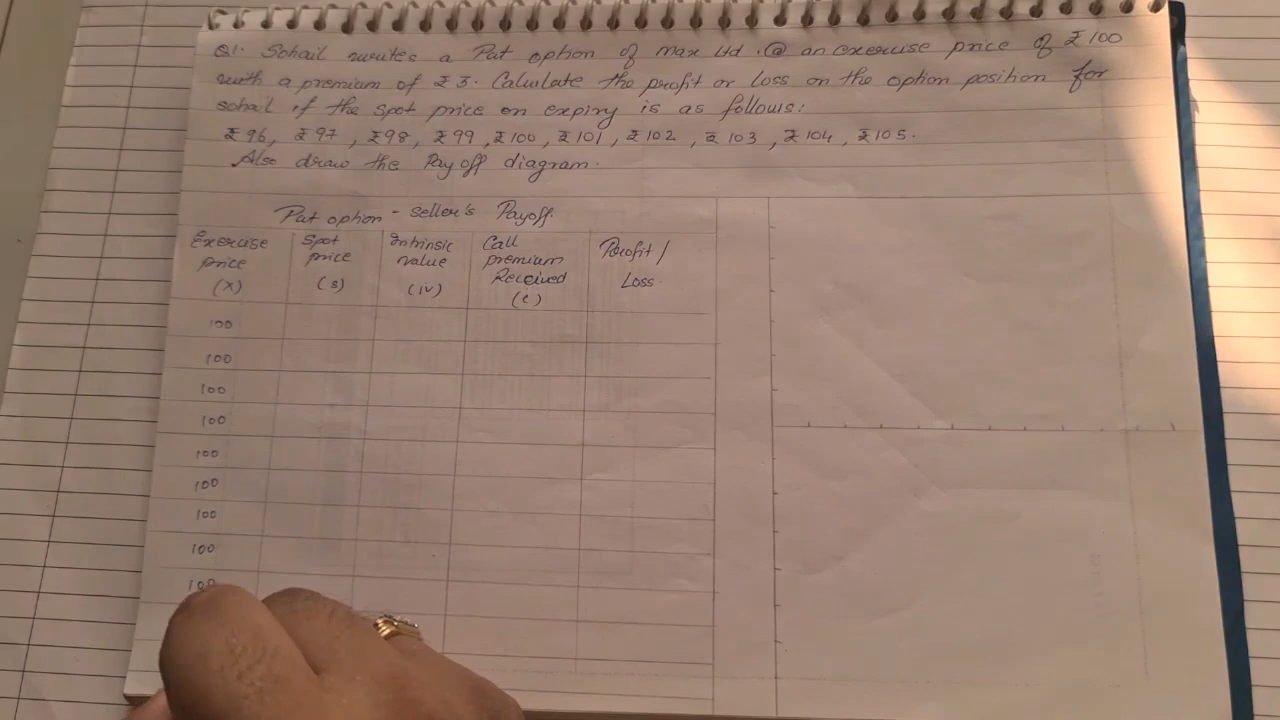 Q1. Sohail writes a Put option of Max Ltd. @ an exercise price of ₹100
with a premium of ₹3. Calulate the profit or loss on the option position for
sohail if the spot price on expiry is as follows:
₹96, ₹97, ₹98, ₹99, ₹100, ₹101, ₹102, ₹103, ₹104, ₹105.
Also draw the Pay off diagram.
Put option - seller's Payoff.
Exercise price (X)
Spot price (s)
Intrinsic value (iv)
Call premium Received (c)
Profit / Loss.
100
100
100
100
100
100
100
100
100